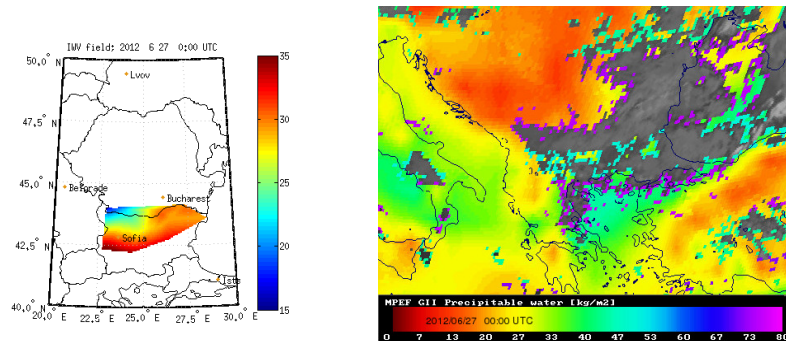 IWV field; 2012 6 27 0:00 UTC
50.0° N
47.5° N
45.0° N
42.5° N
40.0° N
20.0° E
22.5° E
25.0° E
27.5° E
30.0° E
Lvov
Belgrade
Bucharest
Sofia
Ista
35
30
25
20
15
MPEF GII Precipitable water [kg/m2]
2012/06/27 00:00 UTC
0 7 13 20 27 33 40 47 53 60 67 73 80